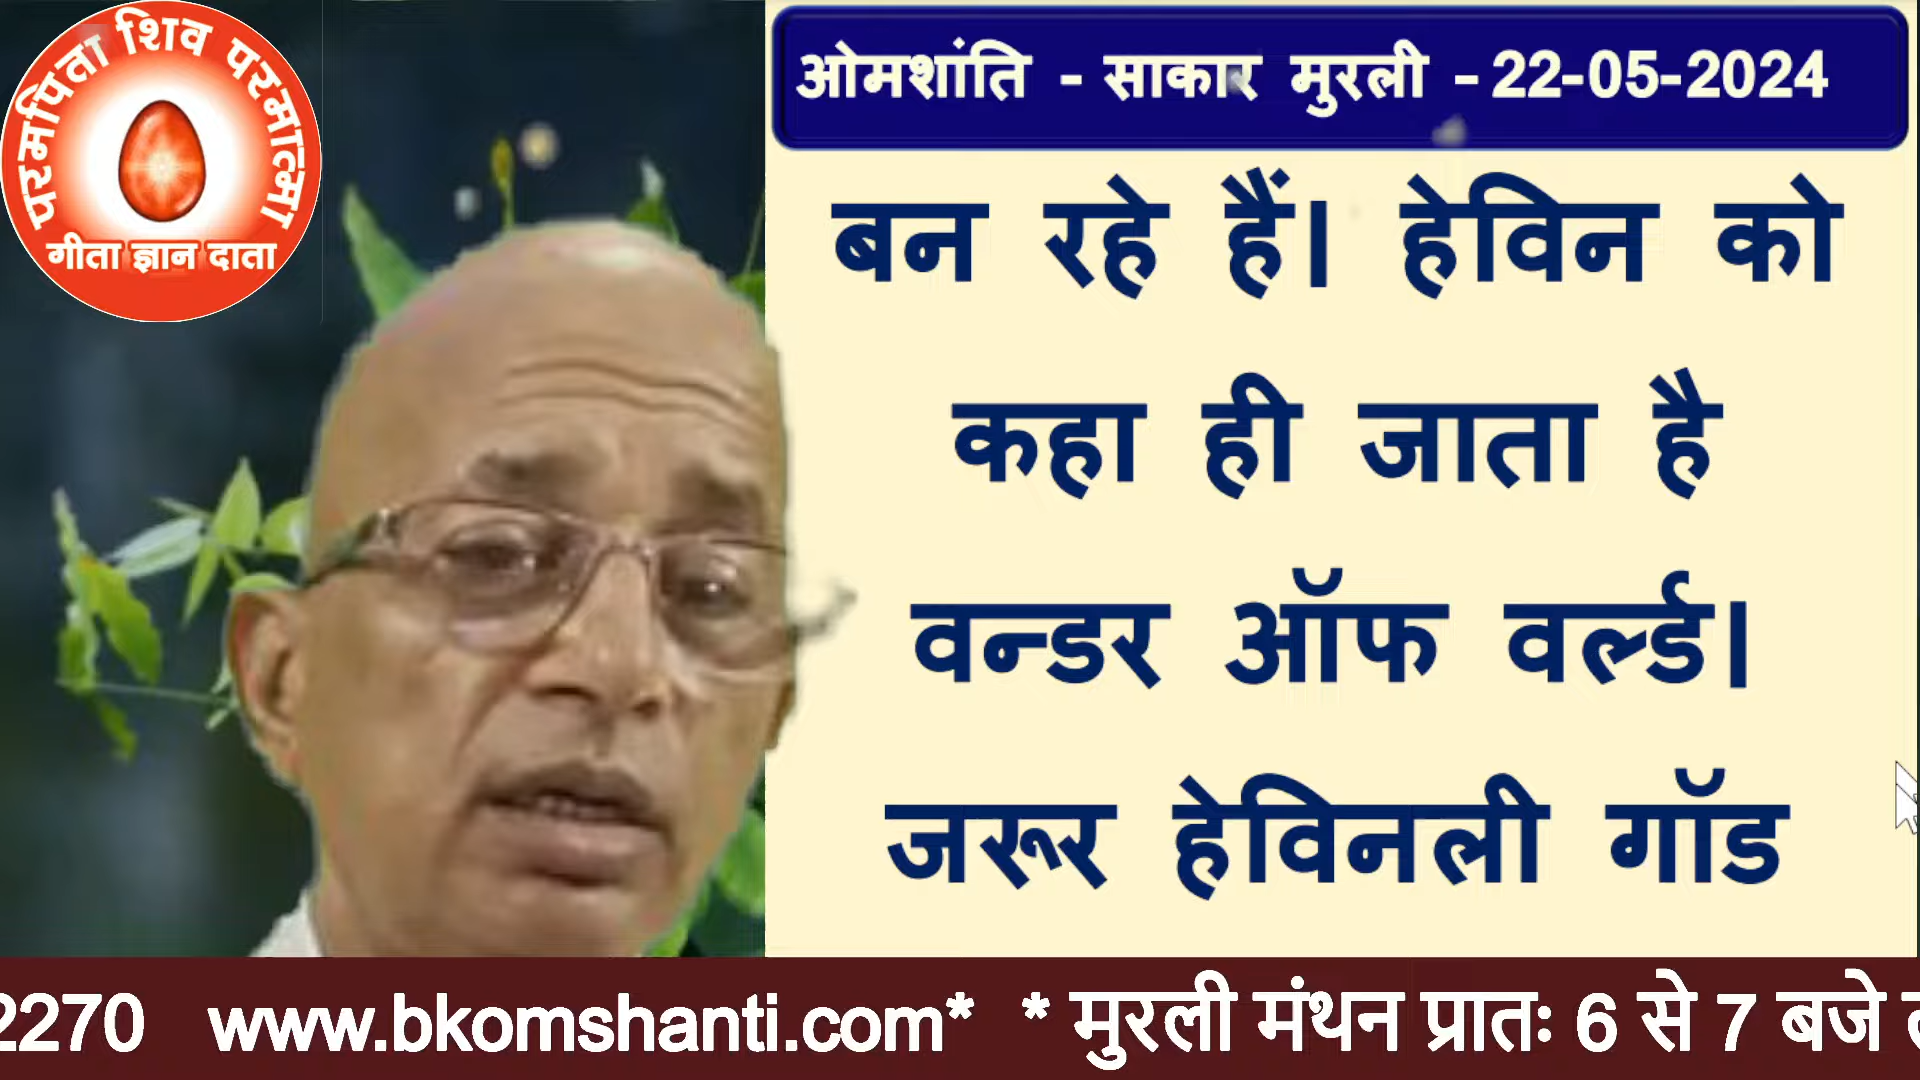 परमपिता शिव परमात्मा
गीता ज्ञान दाता
ओमशांति - साकार मुरली - 22-05-2024
बन रहे हैं। हेविन को
कहा ही जाता है
वन्डर ऑफ वर्ल्ड।
जरूर हेविनली गॉड
2270 www.bkomshanti.com* * मुरली मंथन प्रातः 6 से 7 बजे